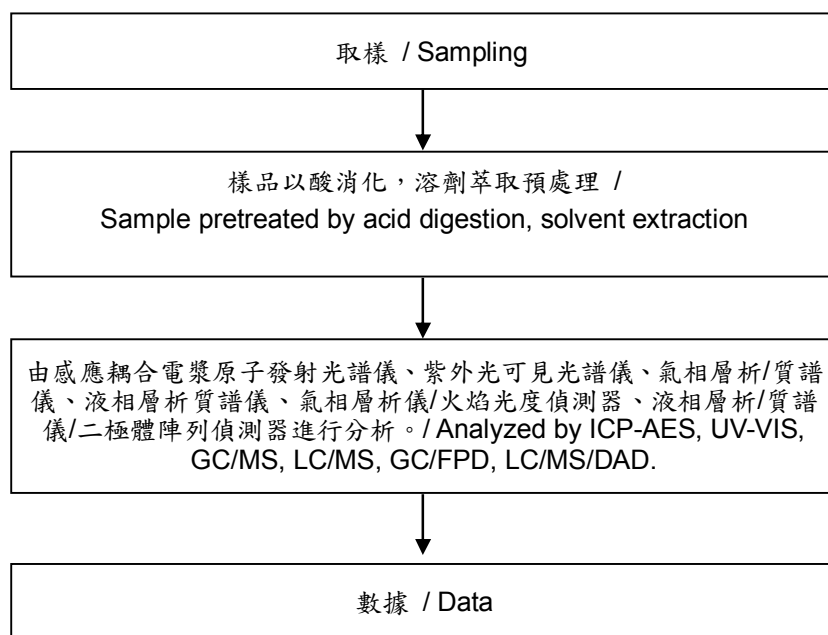 取樣 / Sampling
樣品以酸消化，溶劑萃取預處理 /
Sample pretreated by acid digestion, solvent extraction
由感應耦合電漿原子發射光譜儀、紫外光可見光譜儀、氣相層析/質譜
儀、液相層析質譜儀、氣相層析儀/火焰光度偵測器、液相層析/質譜
儀/二極體陣列偵測器進行分析。/ Analyzed by ICP-AES, UV-VIS,
GC/MS, LC/MS, GC/FPD, LC/MS/DAD.
數據 / Data